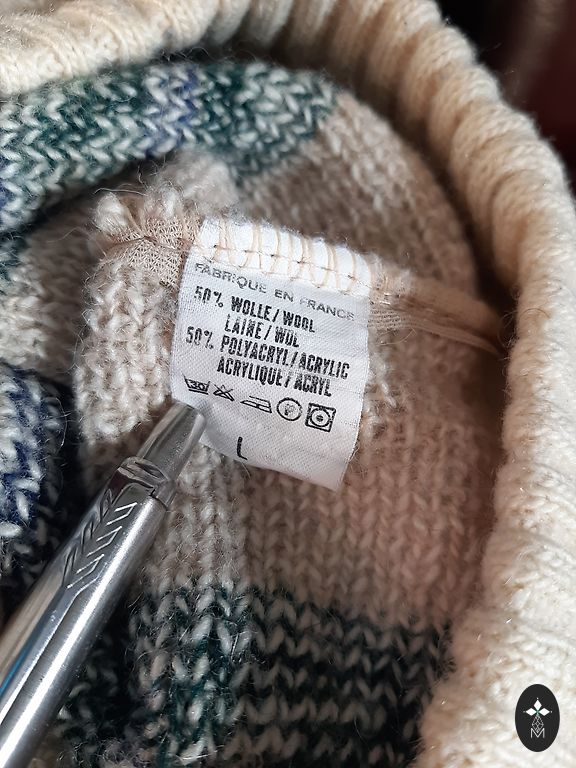 FABRIQUE EN FRANCE
50% WOLLE / WOOL
LAINE / WOL
50% POLYACRYL / ACRYLIC
ACRYLIQUE / ACRYL
P
L
M